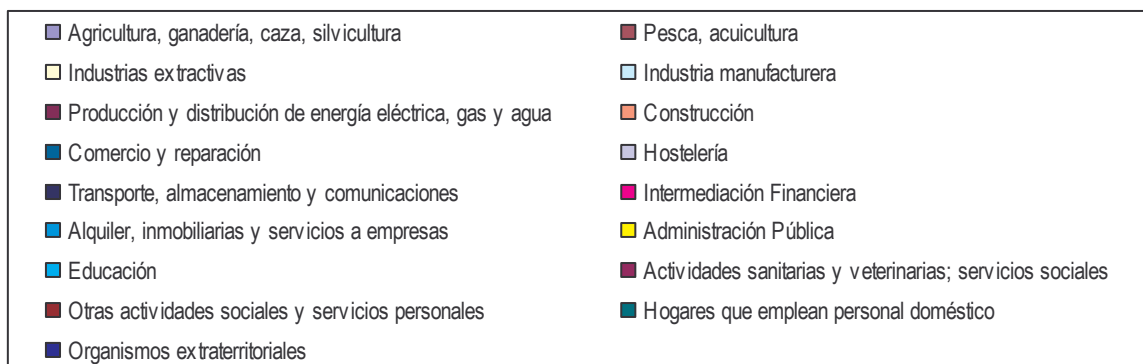 Agricultura, ganadería, caza, silvicultura Pesca, acuicultura
Industrias extractivas Industria manufacturera
Producción y distribución de energía eléctrica, gas y agua Construcción
Comercio y reparación Hostelería
Transporte, almacenamiento y comunicaciones Intermediación Financiera
Alquiler, inmobiliarias y servicios a empresas Administración Pública
Educación Actividades sanitarias y veterinarias; servicios sociales
Otras actividades sociales y servicios personales Hogares que emplean personal doméstico
Organismos extraterritoriales